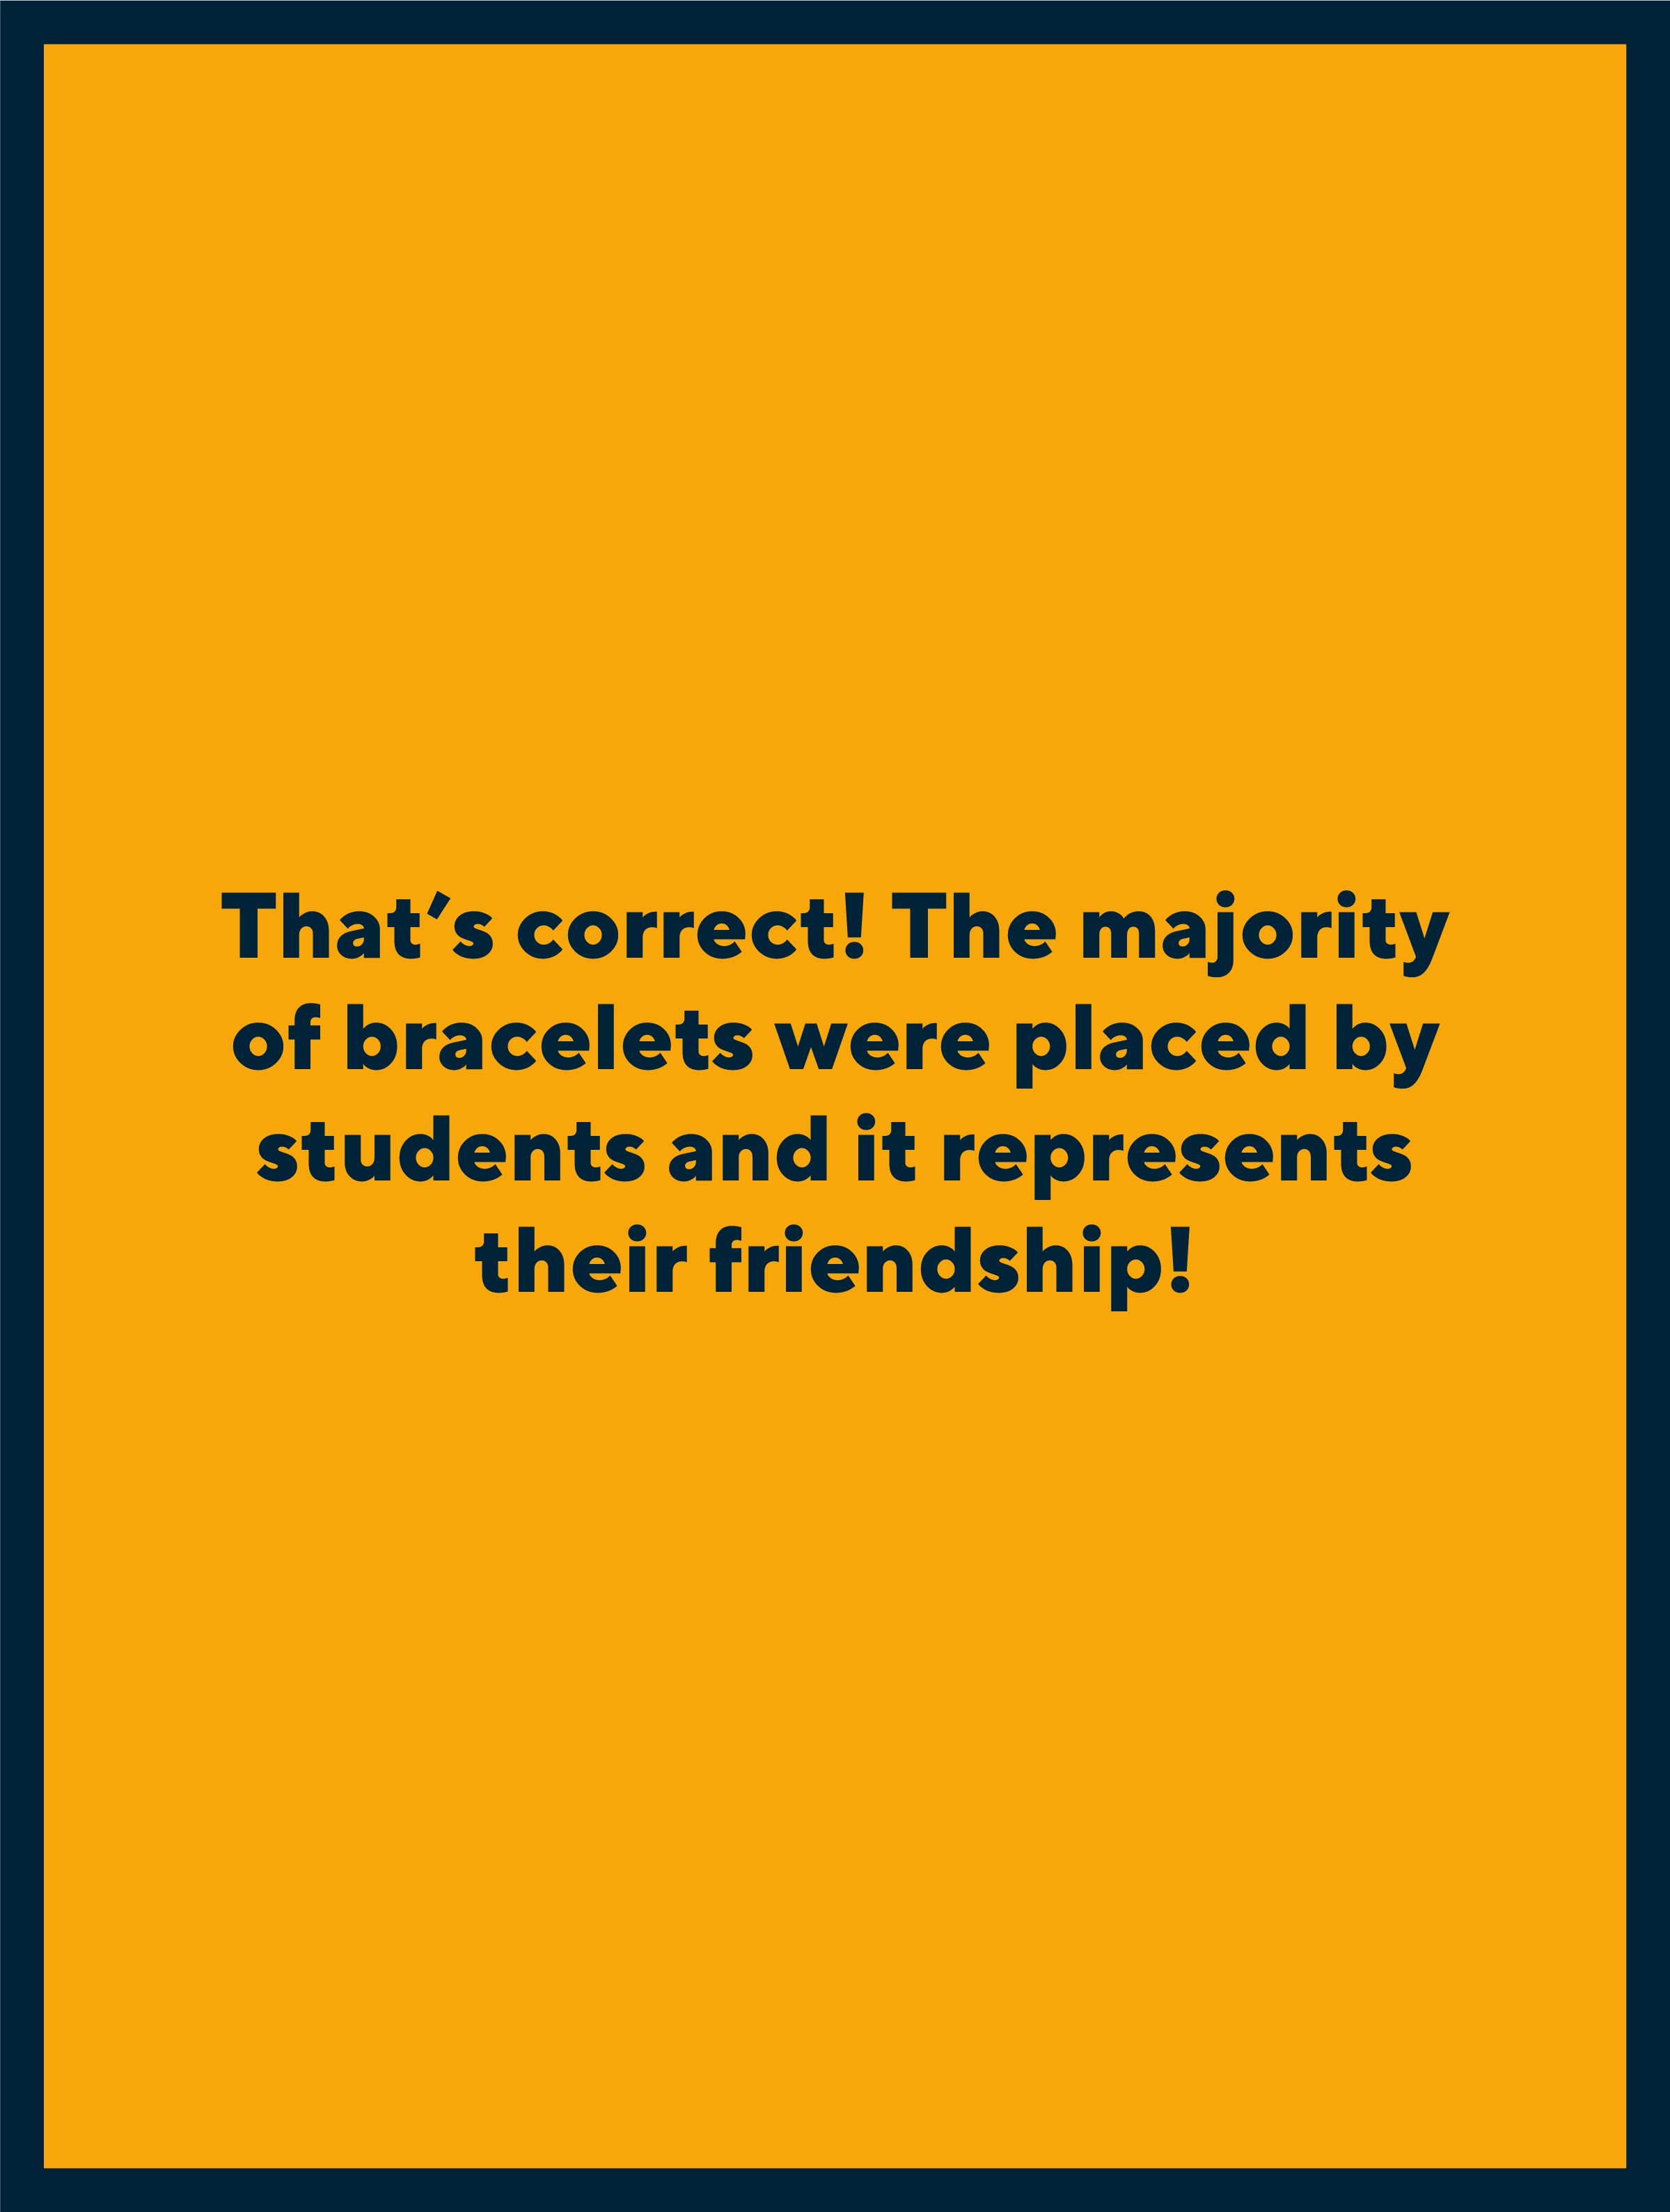 That’s correct! The majority
of bracelets were placed by
students and it represents
their friendship!